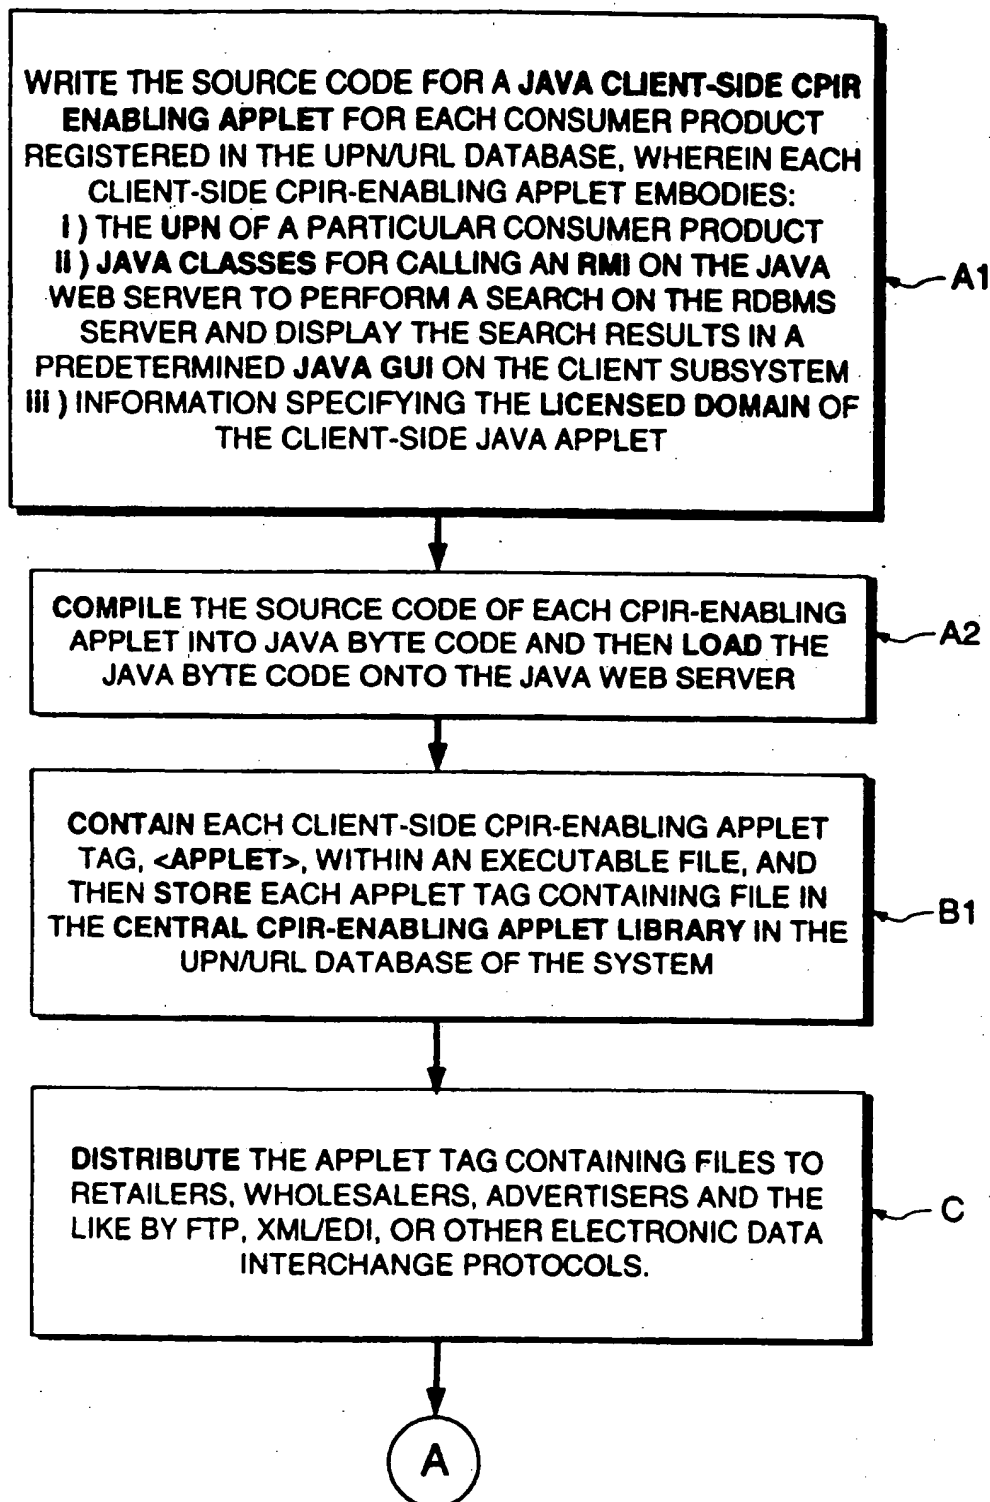 WRITE THE SOURCE CODE FOR A JAVA CLIENT-SIDE CPIR
ENABLING APPLET FOR EACH CONSUMER PRODUCT
REGISTERED IN THE UPN/URL DATABASE, WHEREIN EACH
CLIENT-SIDE CPIR-ENABLING APPLET EMBODIES:
i ) THE UPN OF A PARTICULAR CONSUMER PRODUCT
ii ) JAVA CLASSES FOR CALLING AN RMI ON THE JAVA
WEB SERVER TO PERFORM A SEARCH ON THE RDBMS
SERVER AND DISPLAY THE SEARCH RESULTS IN A
PREDETERMINED JAVA GUI ON THE CLIENT SUBSYSTEM
iii ) INFORMATION SPECIFYING THE LICENSED DOMAIN OF
THE CLIENT-SIDE JAVA APPLET
A1
COMPILE THE SOURCE CODE OF EACH CPIR-ENABLING
APPLET INTO JAVA BYTE CODE AND THEN LOAD THE
JAVA BYTE CODE ONTO THE JAVA WEB SERVER
A2
CONTAIN EACH CLIENT-SIDE CPIR-ENABLING APPLET
TAG, <APPLET>, WITHIN AN EXECUTABLE FILE, AND
THEN STORE EACH APPLET TAG CONTAINING FILE IN
THE CENTRAL CPIR-ENABLING APPLET LIBRARY IN THE
UPN/URL DATABASE OF THE SYSTEM
B1
DISTRIBUTE THE APPLET TAG CONTAINING FILES TO
RETAILERS, WHOLESALERS, ADVERTISERS AND THE
LIKE BY FTP, XML/EDI, OR OTHER ELECTRONIC DATA
INTERCHANGE PROTOCOLS.
C
A